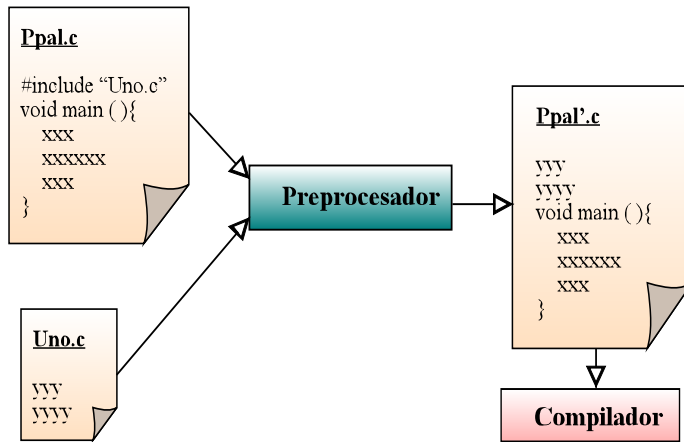 Ppal.c
#include “Uno.c”
void main ( ){
xxx
xxxxxx
xxx
}
Uno.c
yyy
yyyy
Preprocesador
Ppal’.c
yyy
yyyy
void main ( ){
xxx
xxxxxx
xxx
}
Compilador